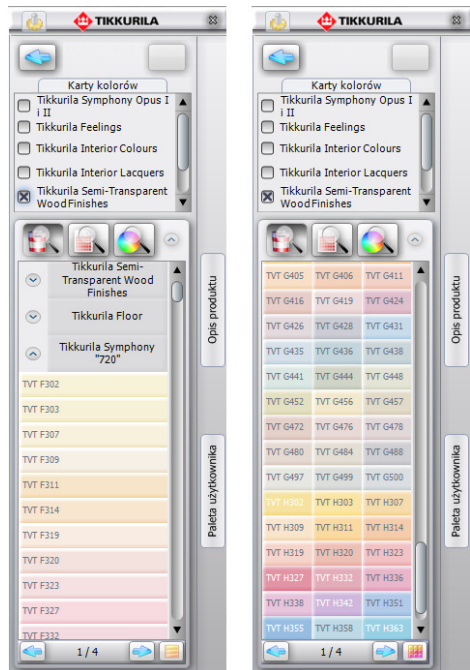 TIKKURILA
Karty kolorów
Tikkurila Symphony Opus I
i II
Tikkurila Feelings
Tikkurila Interior Colours
Tikkurila Interior Lacquers
Tikkurila Semi-Transparent
Wood Finishes
Tikkurila Semi-
Transparent Wood
Finishes
Tikkurila Floor
Tikkurila Symphony
"720"
TVT F302
TVT F303
TVT F307
TVT F309
TVT F311
TVT F314
TVT F319
TVT F320
TVT F323
TVT F327
TVT F332
1/4
Opis produktu
Paleta użytkownika
TIKKURILA
Karty kolorów
Tikkurila Symphony Opus I
i II
Tikkurila Feelings
Tikkurila Interior Colours
Tikkurila Interior Lacquers
Tikkurila Semi-Transparent
Wood Finishes
TVT G405 TVT G406 TVT G411
TVT G416 TVT G419 TVT G424
TVT G426 TVT G428 TVT G431
TVT G435 TVT G436 TVT G438
TVT G441 TVT G444 TVT G448
TVT G452 TVT G456 TVT G457
TVT G472 TVT G476 TVT G478
TVT G480 TVT G484 TVT G488
TVT G497 TVT G499 TVT G500
TVT H302 TVT H303 TVT H307
TVT H309 TVT H311 TVT H314
TVT H319 TVT H320 TVT H323
TVT H327 TVT H332 TVT H336
TVT H338 TVT H342 TVT H351
TVT H355 TVT H358 TVT H363
1/4
Opis produktu
Paleta użytkownika